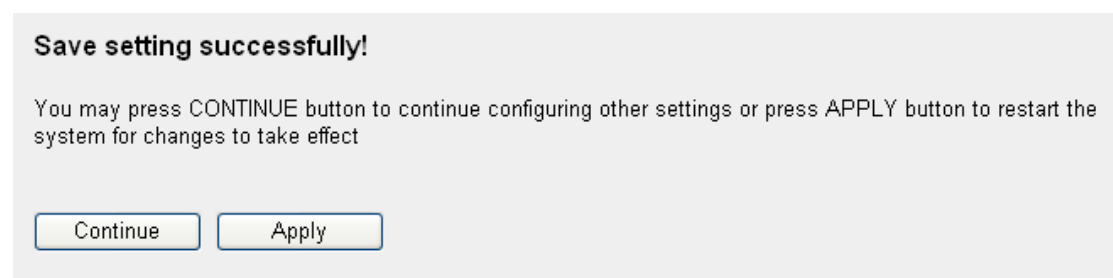 Save setting successfully!
You may press CONTINUE button to continue configuring other settings or press APPLY button to restart the
system for changes to take effect
Continue Apply